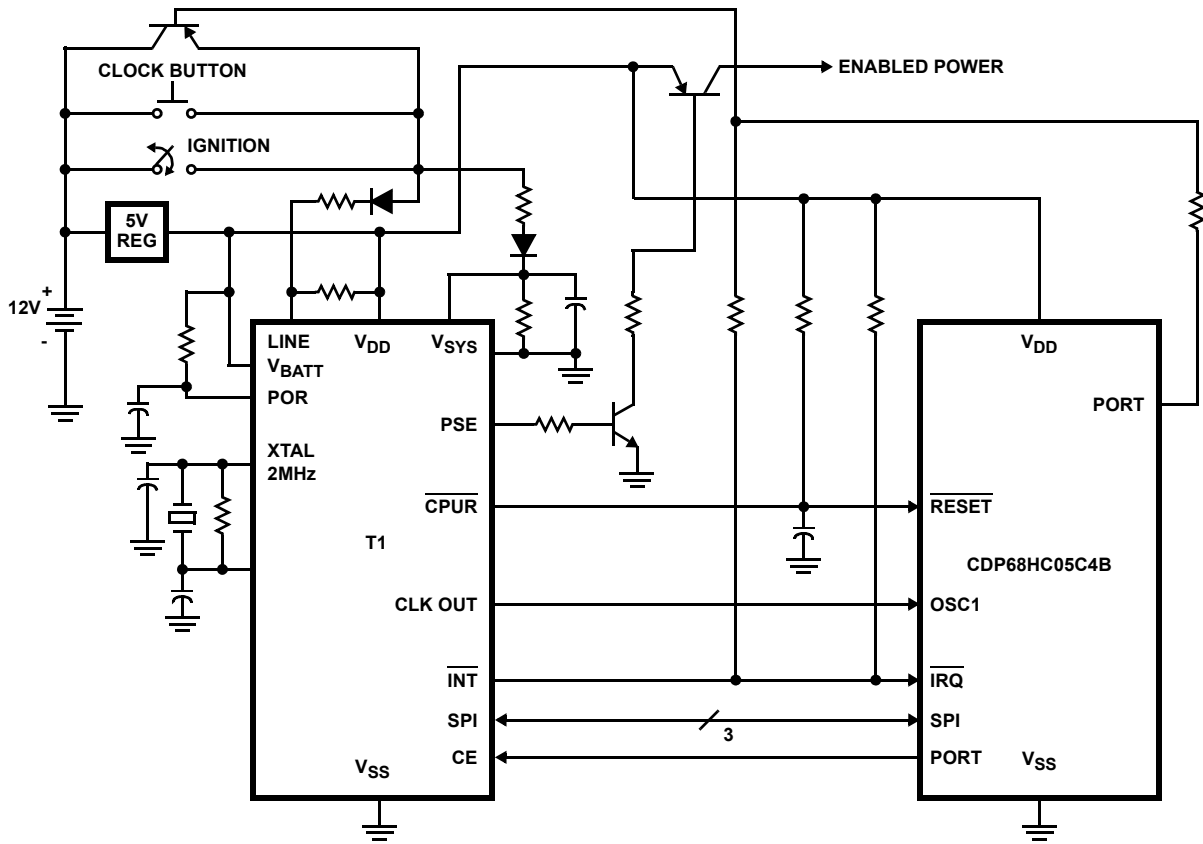 CLOCK BUTTON
ENABLED POWER
IGNITION
5V
REG
12V
+
-
LINE
VDD
VSYS
VBATT
POR
PSE
XTAL
2MHz
CPUR
T1
CLK OUT
INT
SPI
CE
VSS
3
VDD
PORT
RESET
CDP68HC05C4B
OSC1
IRQ
SPI
PORT
VSS